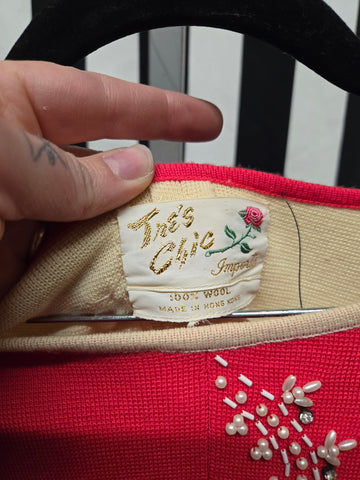 Tré's
Chic
Import
100% WOOL
MADE IN HONG KONG